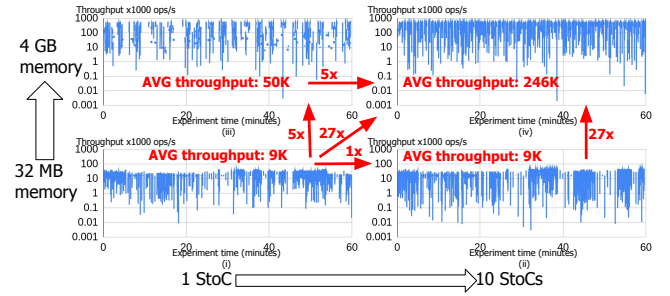 Throughput x1000 ops/s
1000
100
10
1
0.1
0.01
0.001
0 20 40 60
Experiment time (minutes)
(iii)
AVG throughput: 50K
5x
Throughput x1000 ops/s
1000
100
10
1
0.1
0.01
0.001
0 20 40 60
Experiment time (minutes)
(iv)
AVG throughput: 246K
4 GB
memory
32 MB
memory
5x
27x
1x
27x
Throughput x1000 ops/s
1000
100
10
1
0.1
0.01
0.001
0 20 40 60
Experiment time (minutes)
(i)
AVG throughput: 9K
Throughput x1000 ops/s
1000
100
10
1
0.1
0.01
0.001
0 20 40 60
Experiment time (minutes)
(ii)
AVG throughput: 9K
1 StoC
10 StoCs